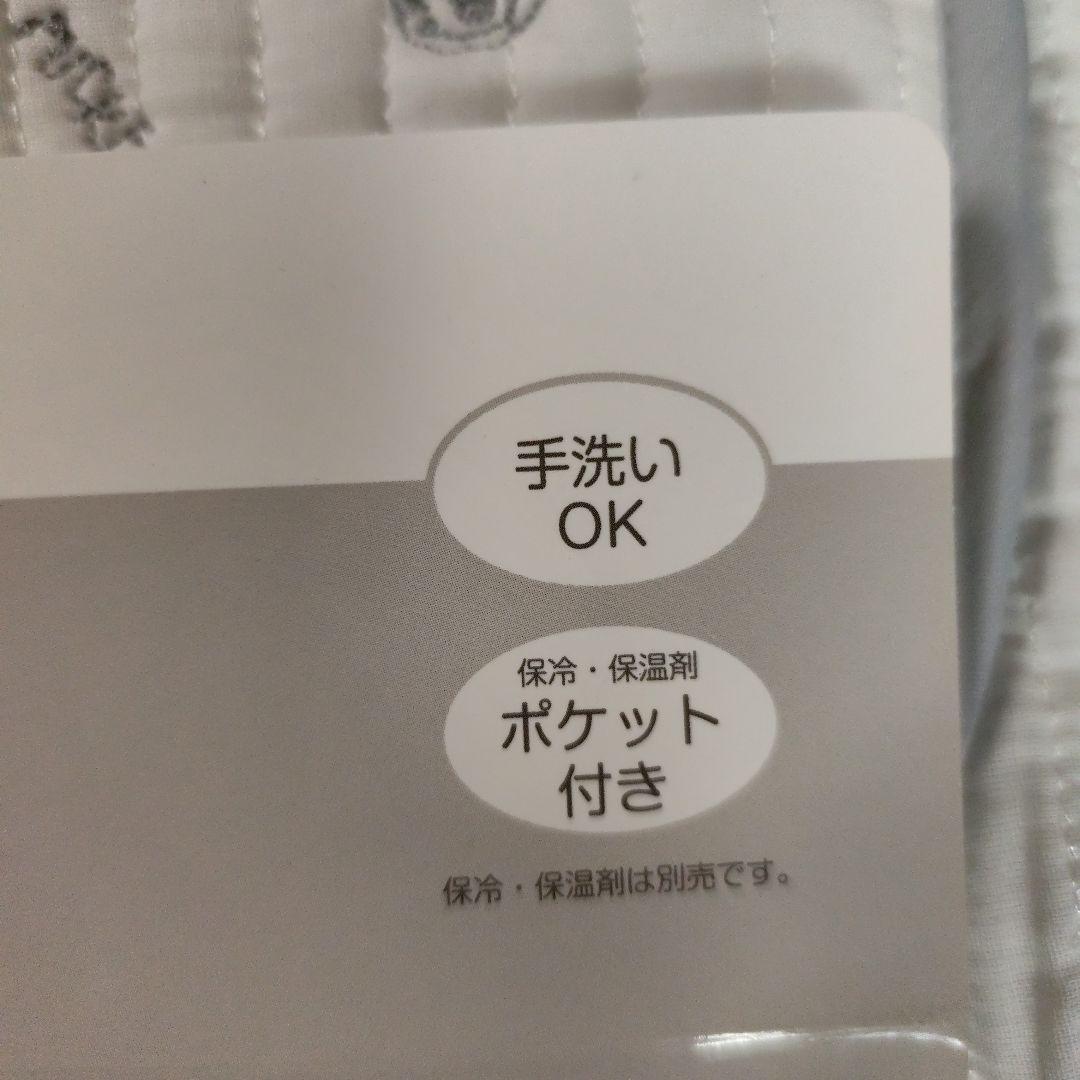 手洗い
OK
保冷・保温剤
ポケット
付き
保冷・保温剤は別売です。